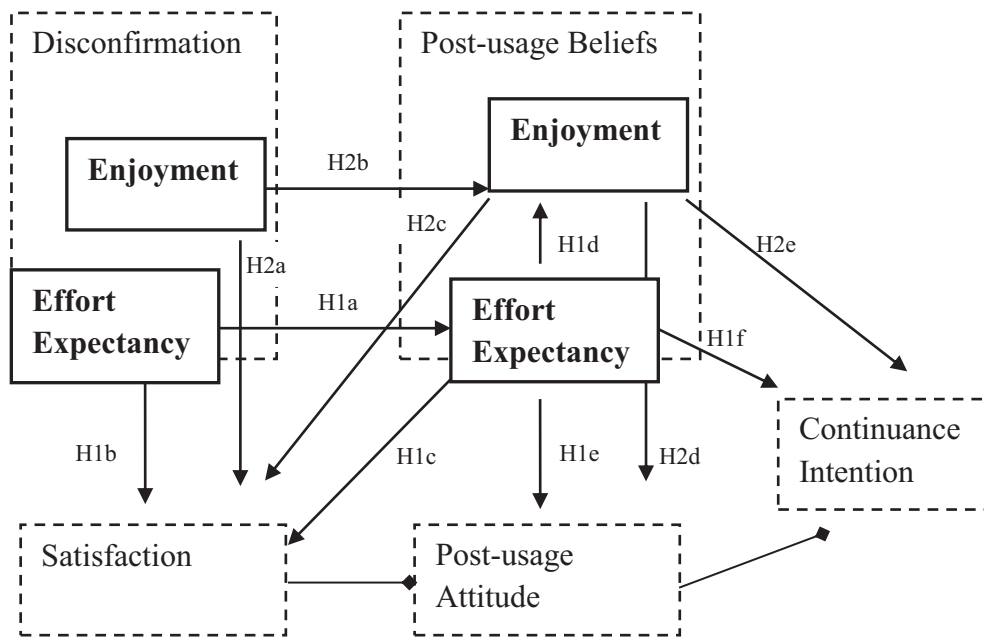 Disconfirmation
Post-usage Beliefs
Enjoyment
Enjoyment
H2b
H2c
H2a
H1d
H2e
Effort
Expectancy
H1a
Effort
Expectancy
H1f
H1b
H1c
H1e
H2d
Continuance
Intention
Satisfaction
Post-usage
Attitude